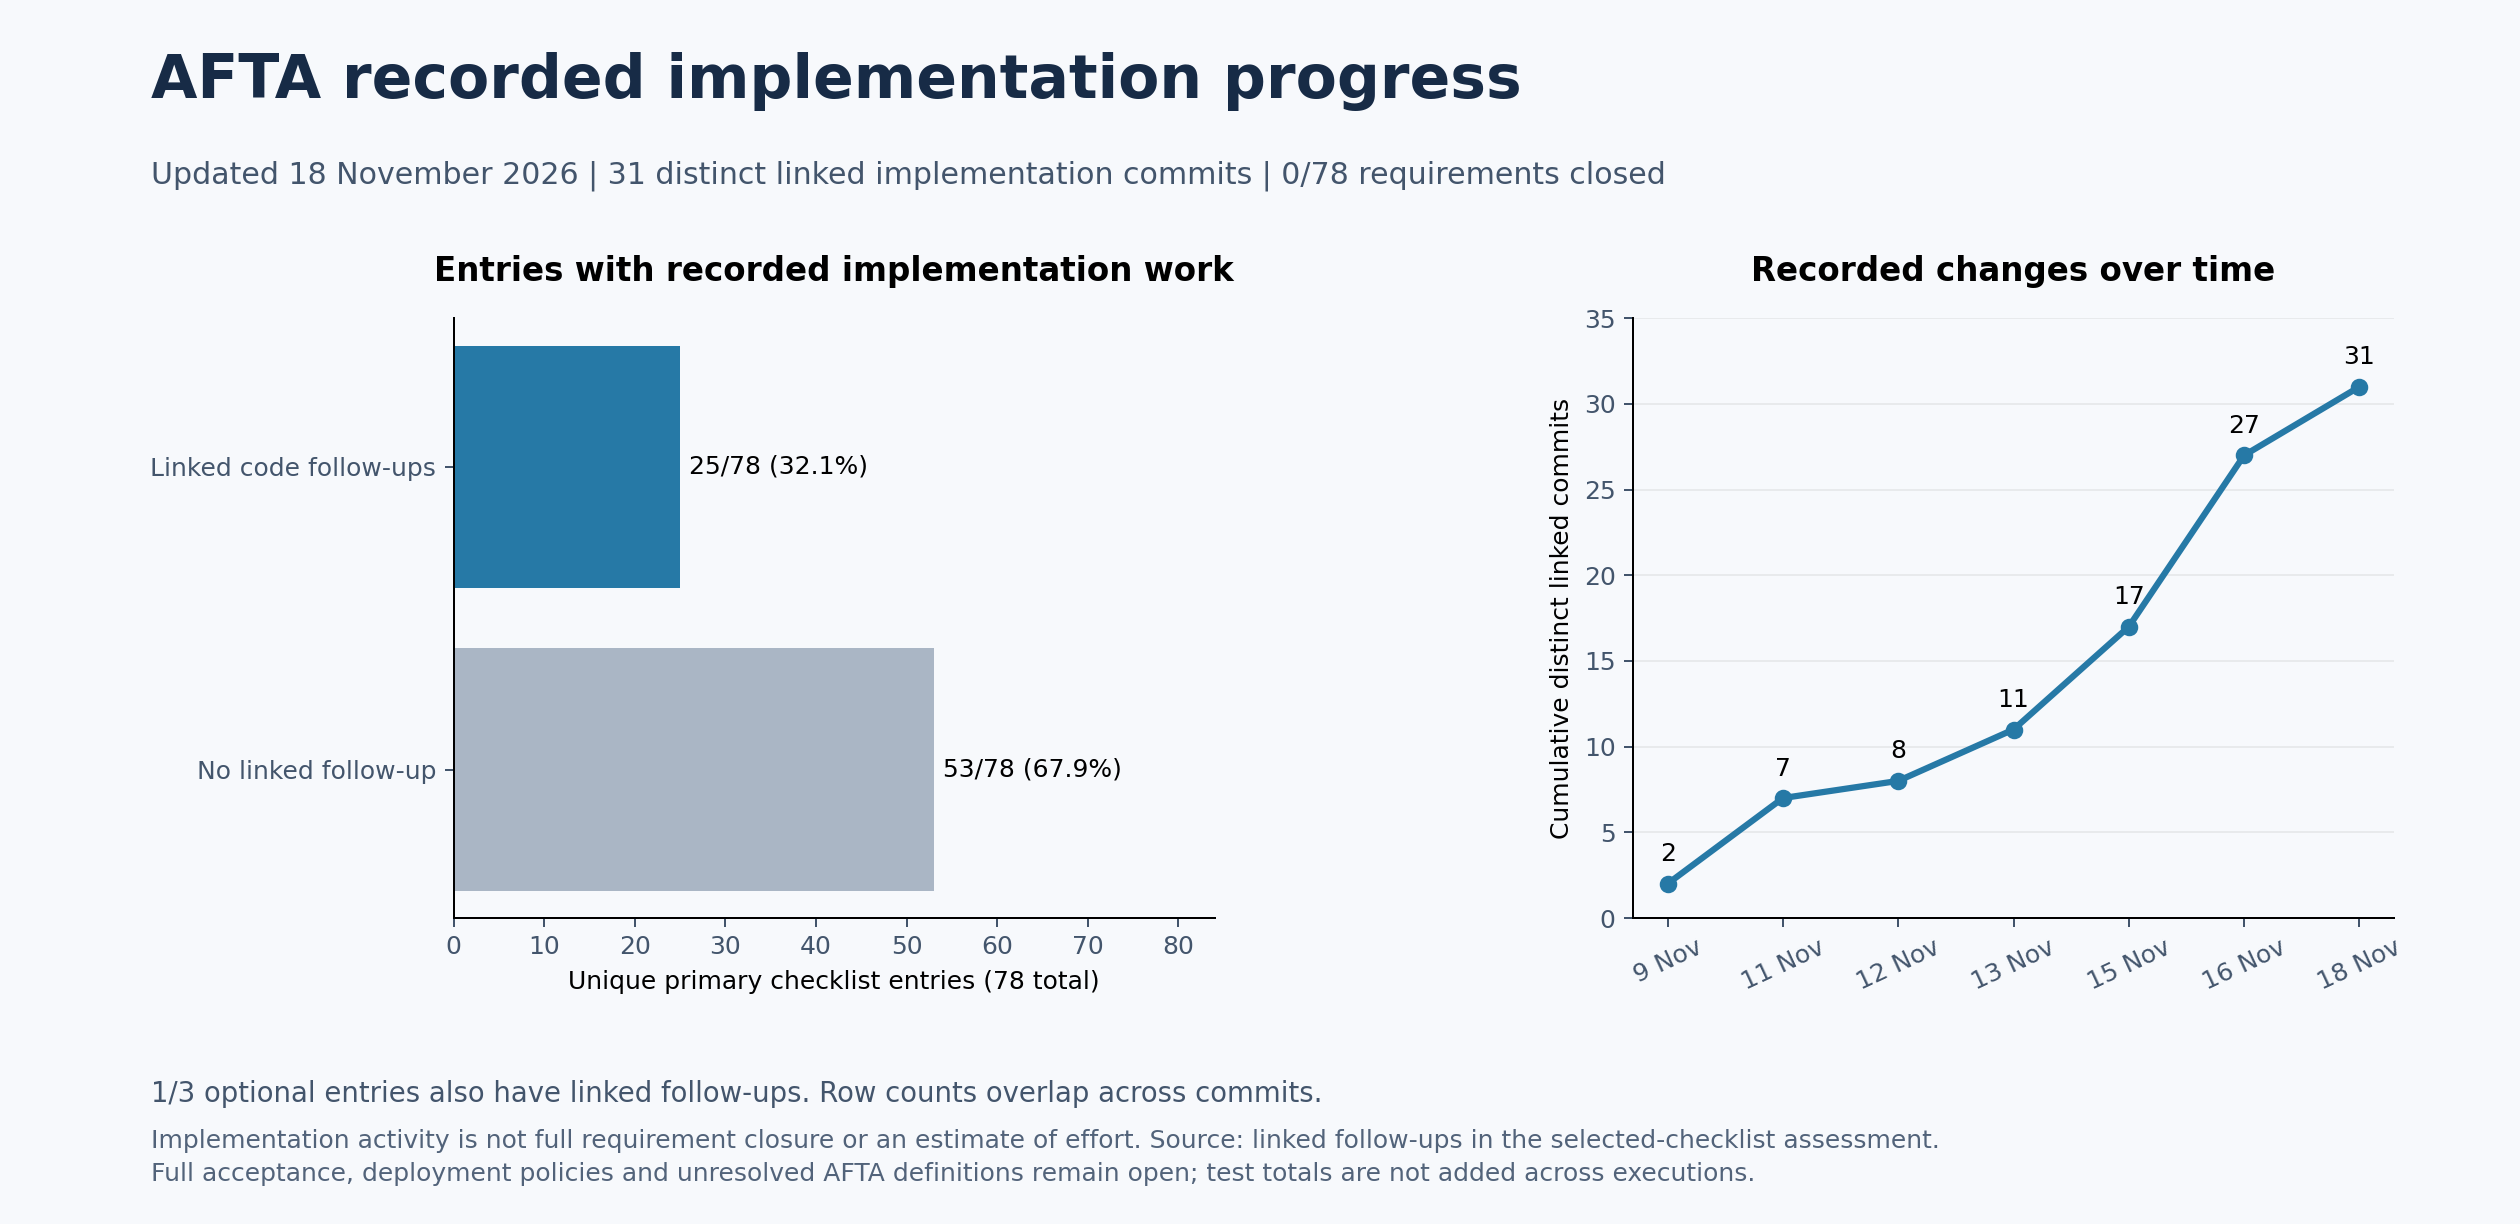 AFTA recorded implementation progress
Updated 18 November 2026 | 31 distinct linked implementation commits | 0/78 requirements closed
Entries with recorded implementation work
Linked code follow-ups
25/78 (32.1%)
No linked follow-up
53/78 (67.9%)
0 10 20 30 40 50 60 70 80
Unique primary checklist entries (78 total)
Recorded changes over time
Cumulative distinct linked commits
35
30
25
20
15
10
5
0
2
7
8
11
17
27
31
9 Nov 11 Nov 12 Nov 13 Nov 15 Nov 16 Nov 18 Nov
1/3 optional entries also have linked follow-ups. Row counts overlap across commits.
Implementation activity is not full requirement closure or an estimate of effort. Source: linked follow-ups in the selected-checklist assessment.
Full acceptance, deployment policies and unresolved AFTA definitions remain open; test totals are not added across executions.